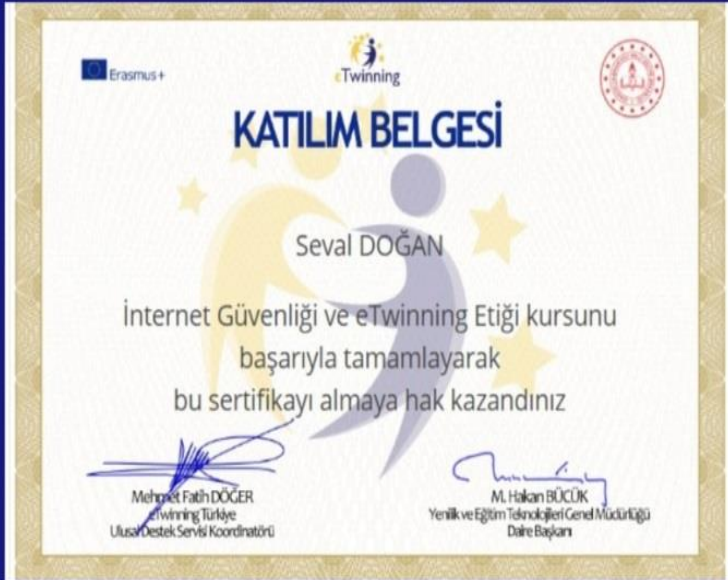 Erasmus+
eTwinning
KATILIM BELGESİ
Seval DOĞAN
İnternet Güvenliği ve eTwinning Etiği kursunu
başarıyla tamamlayarak
bu sertifikayı almaya hak kazandınız
Mehmet Fatih DÖĞER
eTwinning Türkiye
Ulusal Destek Servisi Koordinatörü
M. Hakan BÜCÜK
Yenilik ve Eğitim Teknolojileri Genel Müdürlüğü
Daire Başkanı